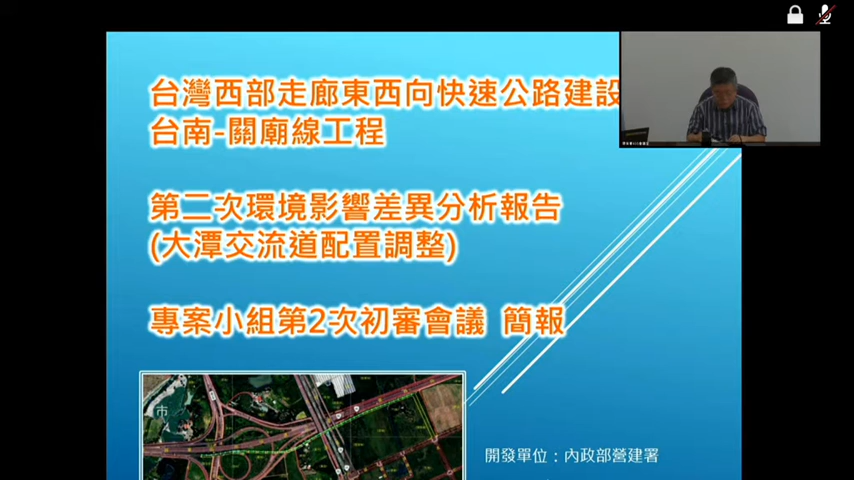 台灣西部走廊東西向快速公路建設
台南-關廟線工程
第二次環境影響差異分析報告
(大潭交流道配置調整)
專案小組第2次初審會議 簡報
市
開發單位：內政部營建署